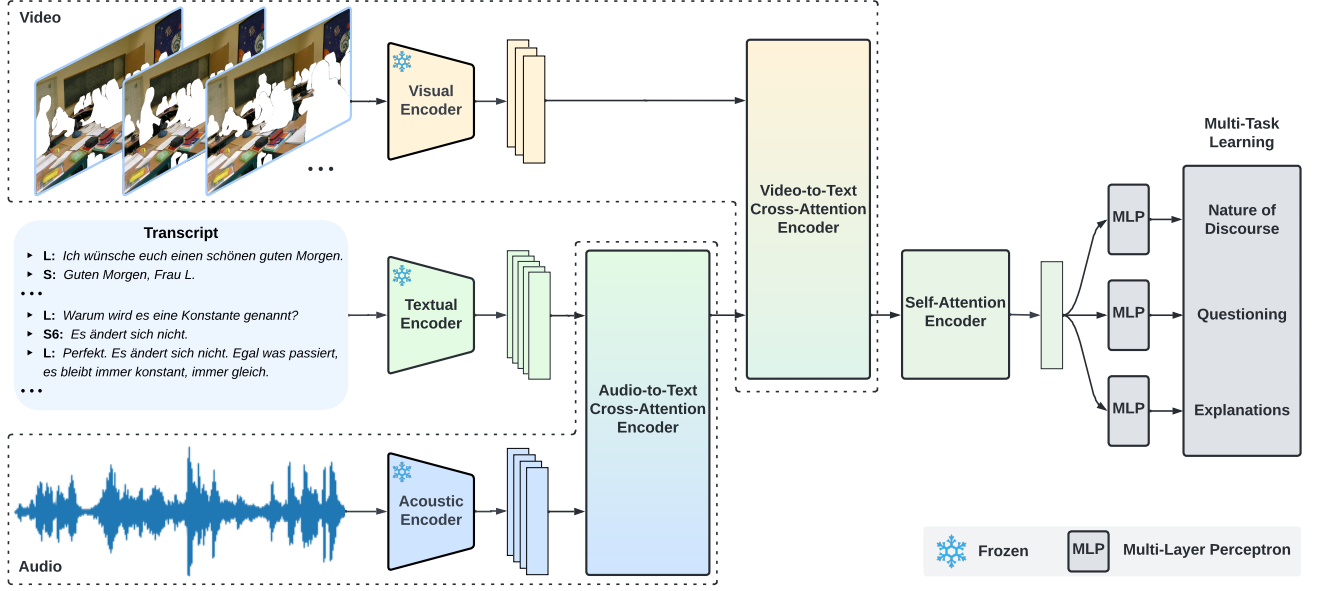 Video
Visual
Encoder
Video-to-Text
Cross-Attention
Encoder
Transcript
L: Ich wünsche euch einen schönen guten Morgen.
S: Guten Morgen, Frau L.
•••
L: Warum wird es eine Konstante genannt?
S6: Es ändert sich nicht.
L: Perfekt. Es ändert sich nicht. Egal was passiert,
es bleibt immer konstant, immer gleich.
•••
Textual
Encoder
Audio-to-Text
Cross-Attention
Encoder
Audio
Acoustic
Encoder
Self-Attention
Encoder
Multi-Task
Learning
MLP
Nature of
Discourse
MLP
Questioning
MLP
Explanations
Frozen
MLP
Multi-Layer Perceptron